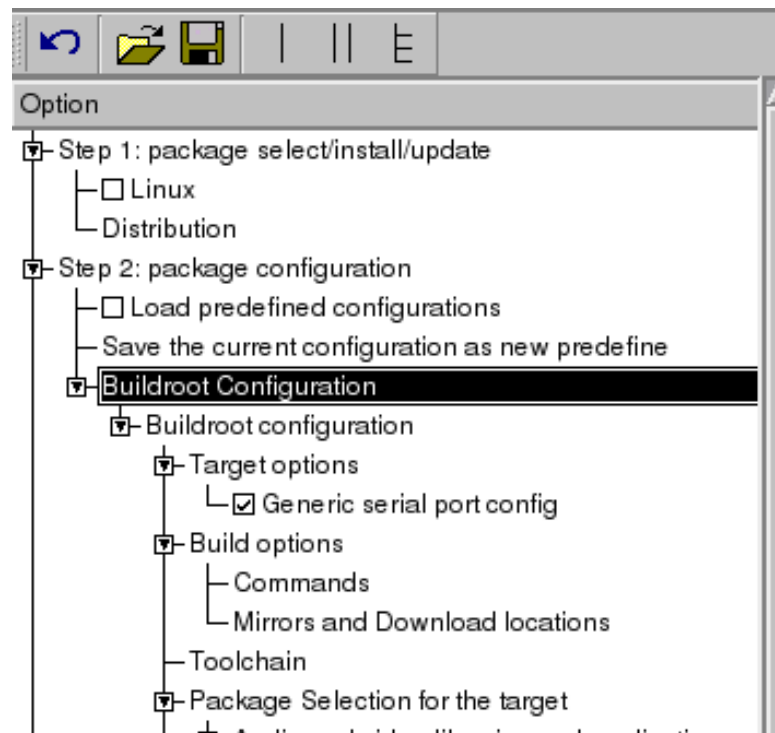 Option
Step 1: package select/install/update
Linux
Distribution
Step 2: package configuration
Load predefined configurations
Save the current configuration as new predefine
Buildroot Configuration
Buildroot configuration
Target options
Generic serial port config
Build options
Commands
Mirrors and Download locations
Toolchain
Package Selection for the target